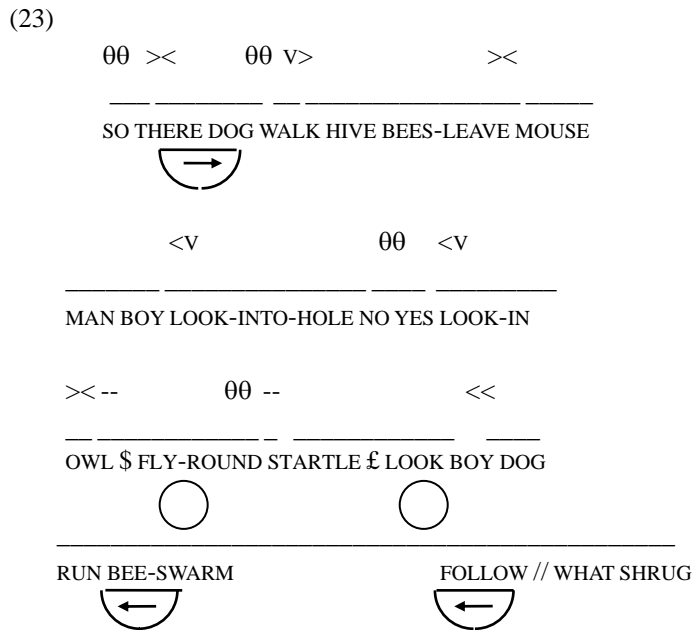 (23)
θθ >< θθ V> ><
SO THERE DOG WALK HIVE BEES-LEAVE MOUSE
<V θθ <V
MAN BOY LOOK-INTO-HOLE NO YES LOOK-IN
>< -- θθ -- <<
OWL $ FLY-ROUND STARTLE £ LOOK BOY DOG
RUN BEE-SWARM FOLLOW // WHAT SHRUG